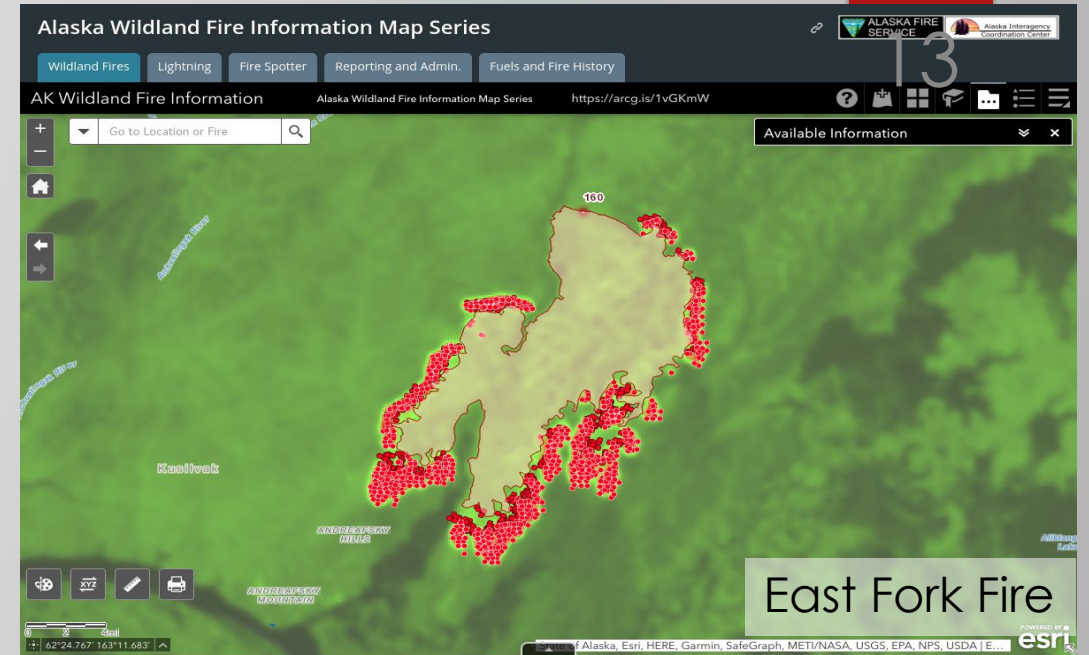 Alaska Wildland Fire Information Map Series
ALASKA FIRE SERVICE
Alaska Interagency
Coordination Center
13
Wildland Fires
Lightning
Fire Spotter
Reporting and Admin.
Fuels and Fire History
AK Wildland Fire Information
Alaska Wildland Fire Information Map Series
https://arcg.is/1vGKmW
+
−
Go to Location or Fire
Available Information
160
Kusilvak
ANDREAFSKY
HILLS
ANDREAFSKY
MOUNTAIN
XYZ
0 2 4mi
62°24.767' 163°11.683'
East Fork Fire
State of Alaska, Esri, HERE, Garmin, SafeGraph, METI/NASA, USGS, EPA, NPS, USDA | E...
POWERED BY
esri